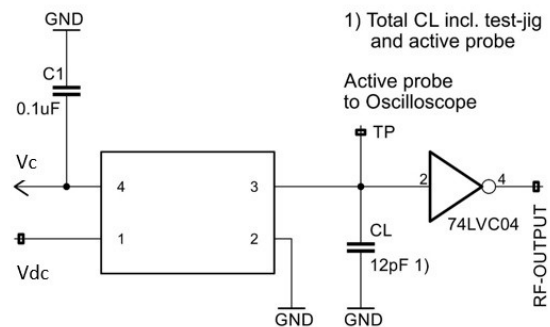 GND
1) Total CL incl. test-jig
and active probe
C1
0.1uF
Active probe
to Oscilloscope
TP
Vc
4
3
2
4
74LVC04
1
2
Vdc
CL
12pF 1)
GND
GND
RF-OUTPUT